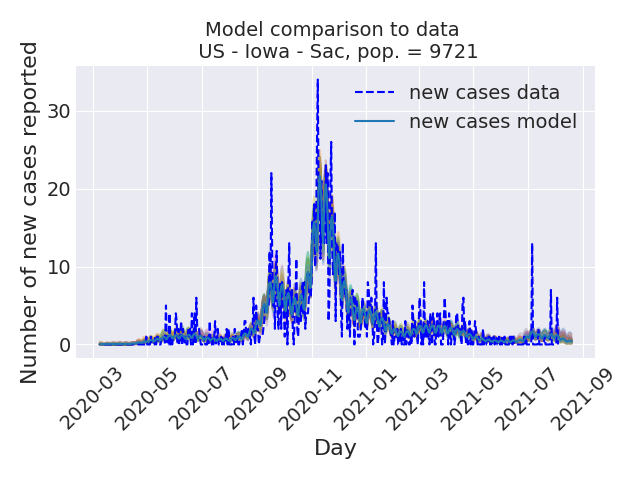 Model comparison to data
US - Iowa - Sac, pop. = 9721
Number of new cases reported
30
20
10
0
new cases data
new cases model
2020-03
2020-05
2020-07
2020-09
2020-11
2021-01
2021-03
2021-05
2021-07
2021-09
Day